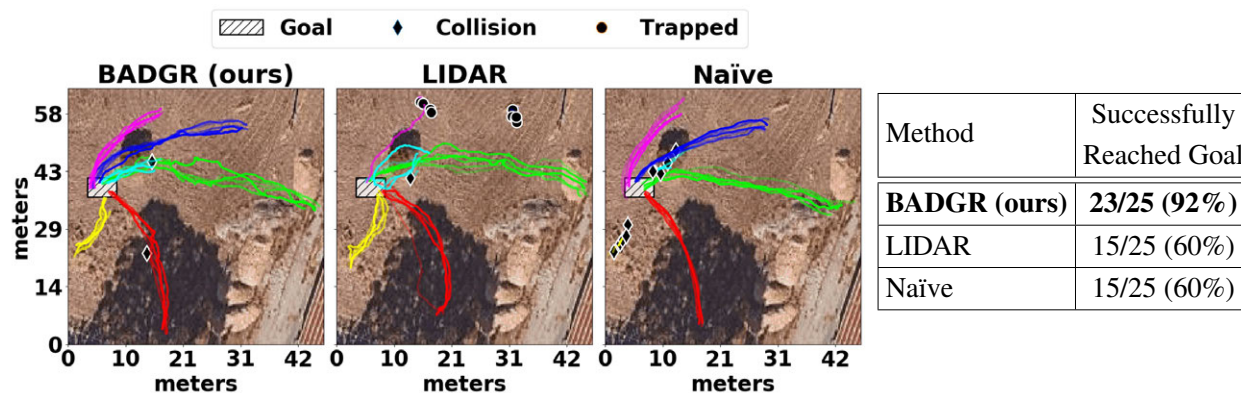 Goal Collision Trapped
BADGR (ours) LIDAR Naïve
58
43
29
14
0
meters
0 10 21 31 42 0 10 21 31 42 0 10 21 31 42
meters meters meters
Method Successfully
Reached Goal
BADGR (ours) 23/25 (92%)
LIDAR 15/25 (60%)
Naïve 15/25 (60%)